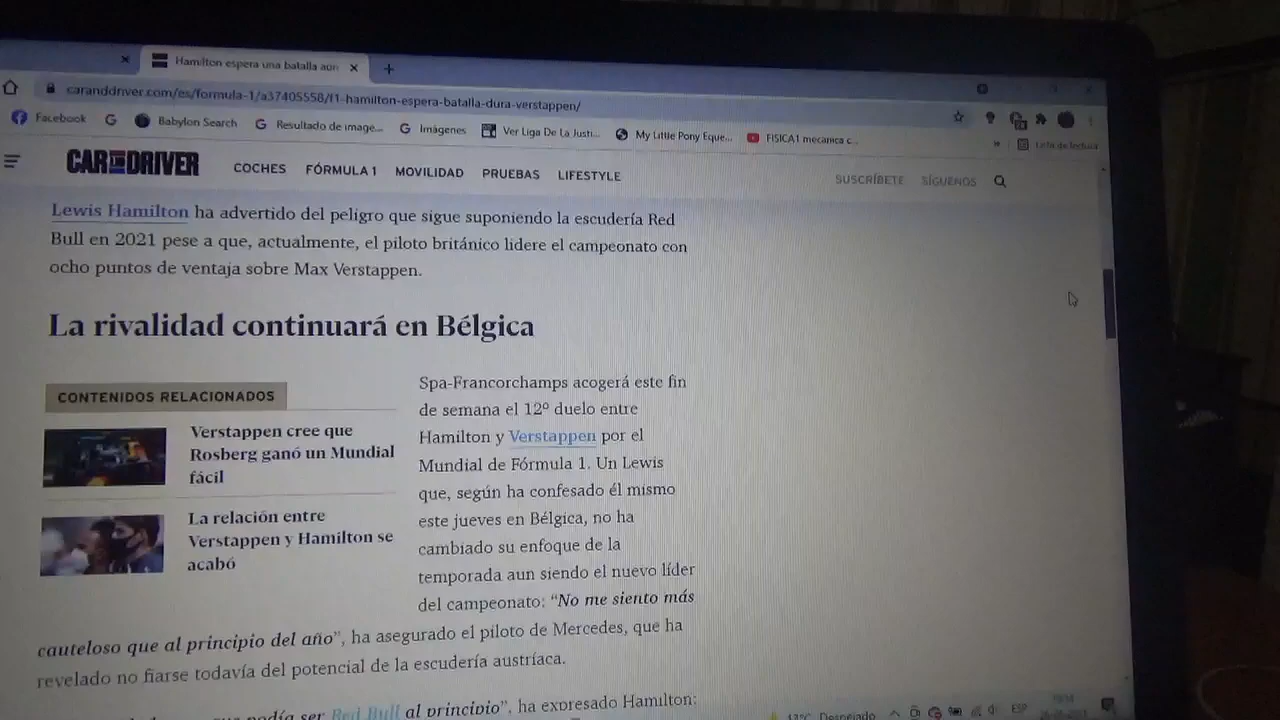 Hamilton espera una batalla aún
caranddriver.com/es/formula-1/a37405558/f1-hamilton-espera-batalla-dura-verstappen/
Facebook
Babylon Search
Resultado de image...
Imágenes
Ver Liga De La Justi...
My Little Pony Eque...
FISICA1 mecanica c...
Lista de lectura
CAR AND DRIVER
COCHES
FÓRMULA 1
MOVILIDAD
PRUEBAS
LIFESTYLE
SUSCRÍBETE
SÍGUENOS
Lewis Hamilton ha advertido del peligro que sigue suponiendo la escudería Red
Bull en 2021 pese a que, actualmente, el piloto británico lidere el campeonato con
ocho puntos de ventaja sobre Max Verstappen.
La rivalidad continuará en Bélgica
CONTENIDOS RELACIONADOS
Verstappen cree que
Rosberg ganó un Mundial
fácil
La relación entre
Verstappen y Hamilton se
acabó
Spa-Francorchamps acogerá este fin
de semana el 12º duelo entre
Hamilton y Verstappen por el
Mundial de Fórmula 1. Un Lewis
que, según ha confesado él mismo
este jueves en Bélgica, no ha
cambiado su enfoque de la
temporada aun siendo el nuevo líder
del campeonato: “No me siento más
cauteloso que al principio del año”, ha asegurado el piloto de Mercedes, que ha
revelado no fiarse todavía del potencial de la escudería austríaca.
podía ser Red Bull al principio”, ha expresado Hamilton:
13°C Despejado
ESP